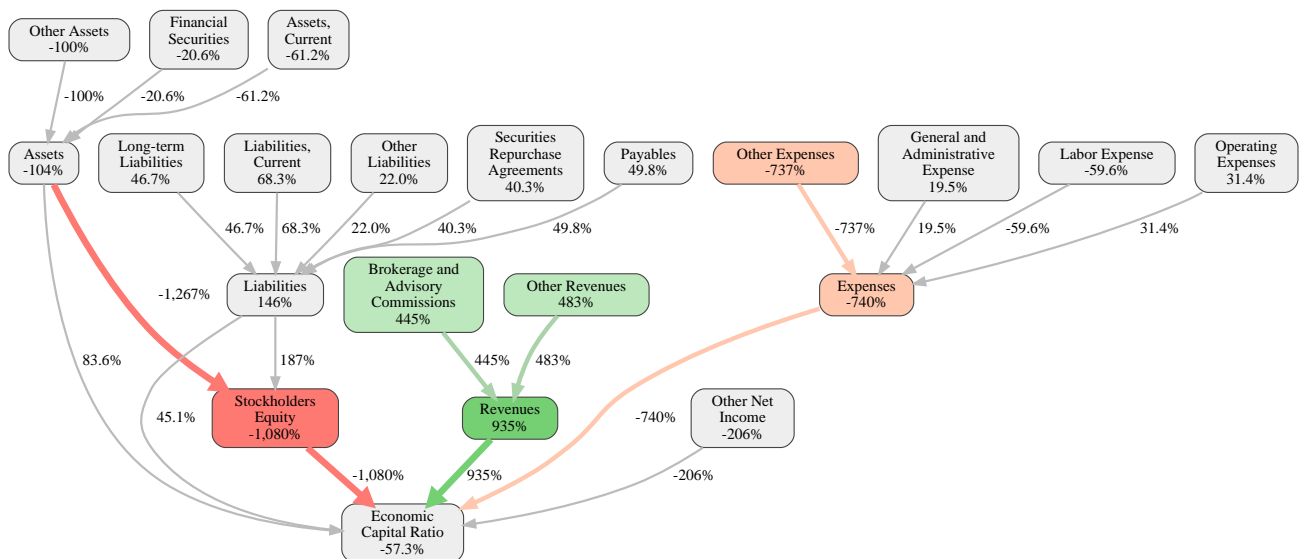 Other Assets
-100%
Financial
Securities
-20.6%
Assets,
Current
-61.2%
-100%
-20.6%
-61.2%
Assets
-104%
Long-term
Liabilities
46.7%
Liabilities,
Current
68.3%
Other
Liabilities
22.0%
Securities
Repurchase
Agreements
40.3%
Payables
49.8%
Other Expenses
-737%
General and
Administrative
Expense
19.5%
Labor Expense
-59.6%
Operating
Expenses
31.4%
46.7%
68.3%
22.0%
40.3%
49.8%
-737%
19.5%
-59.6%
31.4%
Liabilities
146%
Brokerage and
Advisory
Commissions
445%
Other Revenues
483%
Expenses
-740%
-1,267%
83.6%
187%
445%
483%
45.1%
Stockholders
Equity
-1,080%
Revenues
935%
-740%
Other Net
Income
-206%
-1,080%
935%
-206%
Economic
Capital Ratio
-57.3%